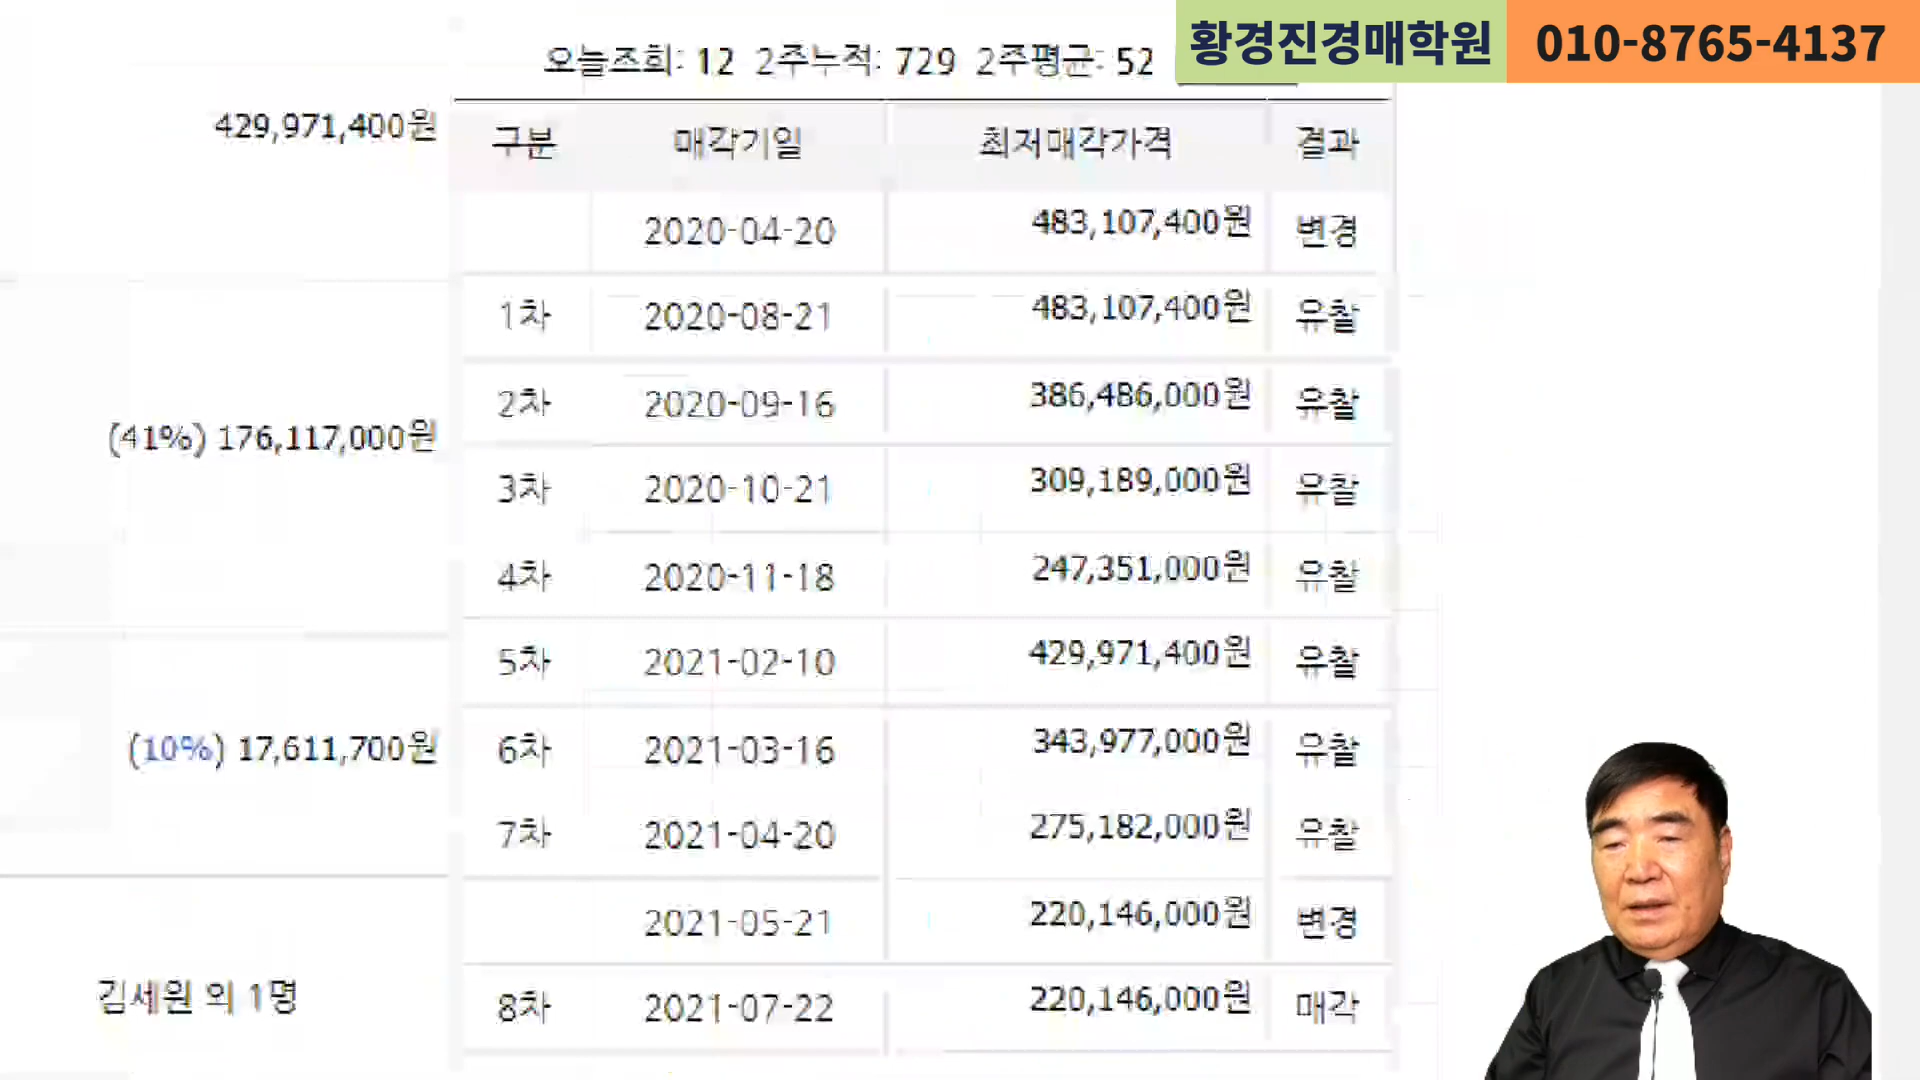 황경진경매학원 010-8765-4137
오늘조회: 12 2주누적: 729 2주평균: 52
429,971,400원
(41%) 176,117,000원
(10%) 17,611,700원
김세원 외 1명
구분 매각기일 최저매각가격 결과
2020-04-20 483,107,400원 변경
1차 2020-08-21 483,107,400원 유찰
2차 2020-09-16 386,486,000원 유찰
3차 2020-10-21 309,189,000원 유찰
4차 2020-11-18 247,351,000원 유찰
5차 2021-02-10 429,971,400원 유찰
6차 2021-03-16 343,977,000원 유찰
7차 2021-04-20 275,182,000원 유찰
2021-05-21 220,146,000원 변경
8차 2021-07-22 220,146,000원 매각